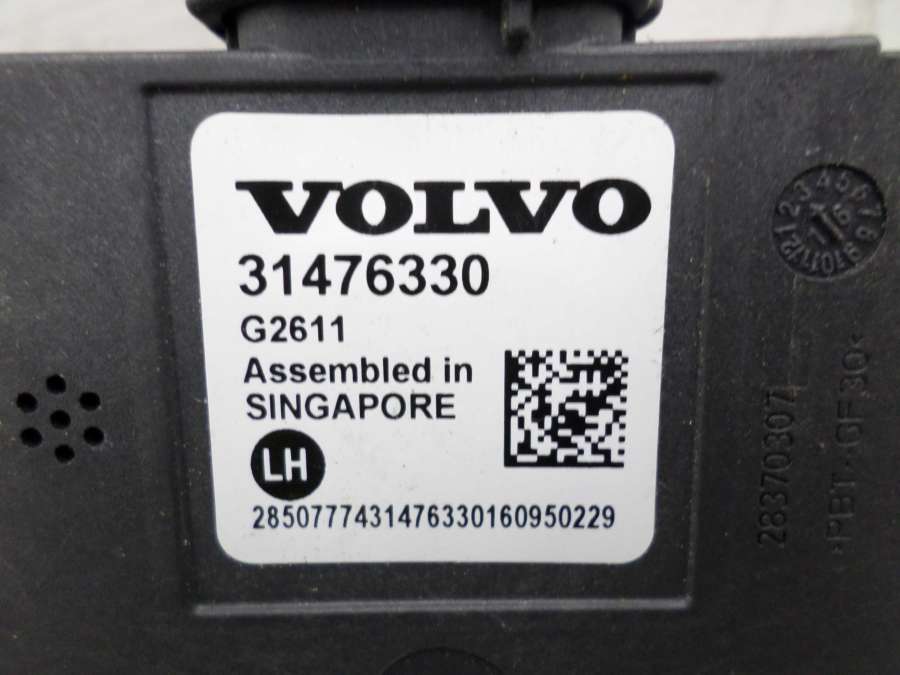 VOLVO
31476330
G2611
Assembled in
SINGAPORE
LH
2850777431476330160950229
28370307
>PBT-GF30<